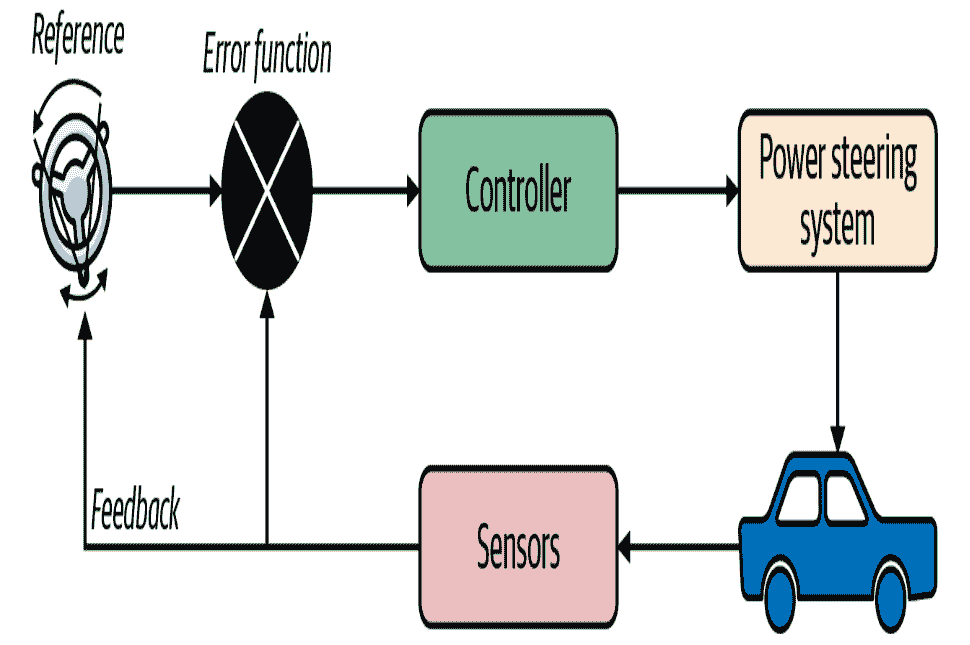 Reference
Error function
Controller
Power steering
system
Feedback
Sensors